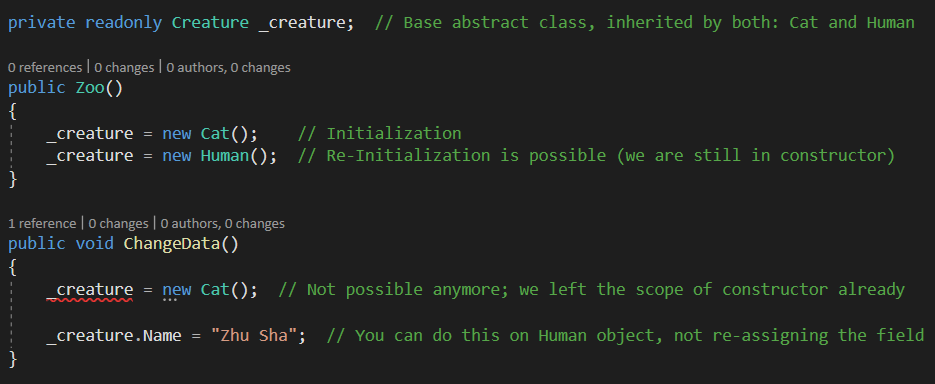 private readonly Creature _creature;  // Base abstract class, inherited by both: Cat and Human
0 references | 0 changes | 0 authors, 0 changes
public Zoo()
{
    _creature = new Cat();    // Initialization
    _creature = new Human();  // Re-Initialization is possible (we are still in constructor)
}
1 reference | 0 changes | 0 authors, 0 changes
public void ChangeData()
{
    _creature = new Cat();  // Not possible anymore; we left the scope of constructor already
    _creature.Name = "Zhu Sha";  // You can do this on Human object, not re-assigning the field
}